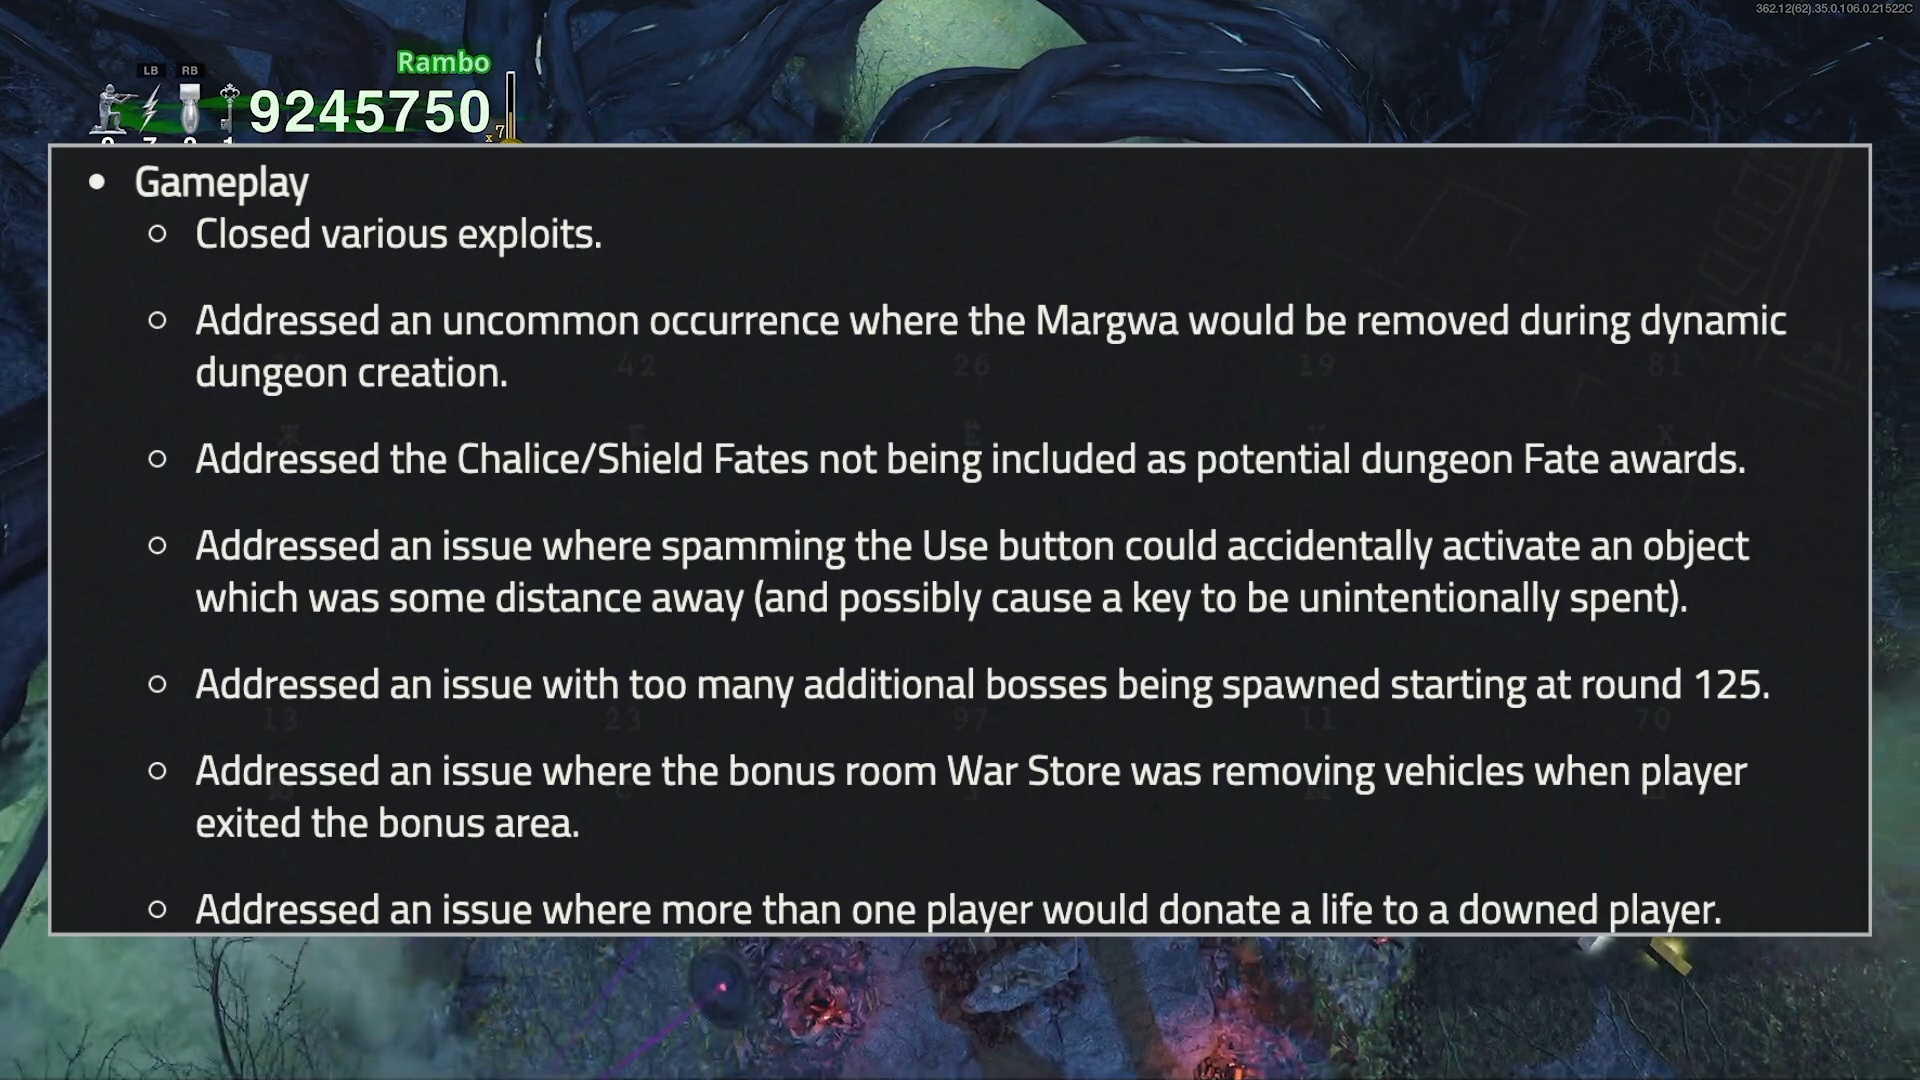 362.12(62).35.0.106.0.21522C
Rambo
LB RB
9245750
x7
• Gameplay
○ Closed various exploits.
○ Addressed an uncommon occurrence where the Margwa would be removed during dynamic
dungeon creation.
○ Addressed the Chalice/Shield Fates not being included as potential dungeon Fate awards.
○ Addressed an issue where spamming the Use button could accidentally activate an object
which was some distance away (and possibly cause a key to be unintentionally spent).
○ Addressed an issue with too many additional bosses being spawned starting at round 125.
○ Addressed an issue where the bonus room War Store was removing vehicles when player
exited the bonus area.
○ Addressed an issue where more than one player would donate a life to a downed player.